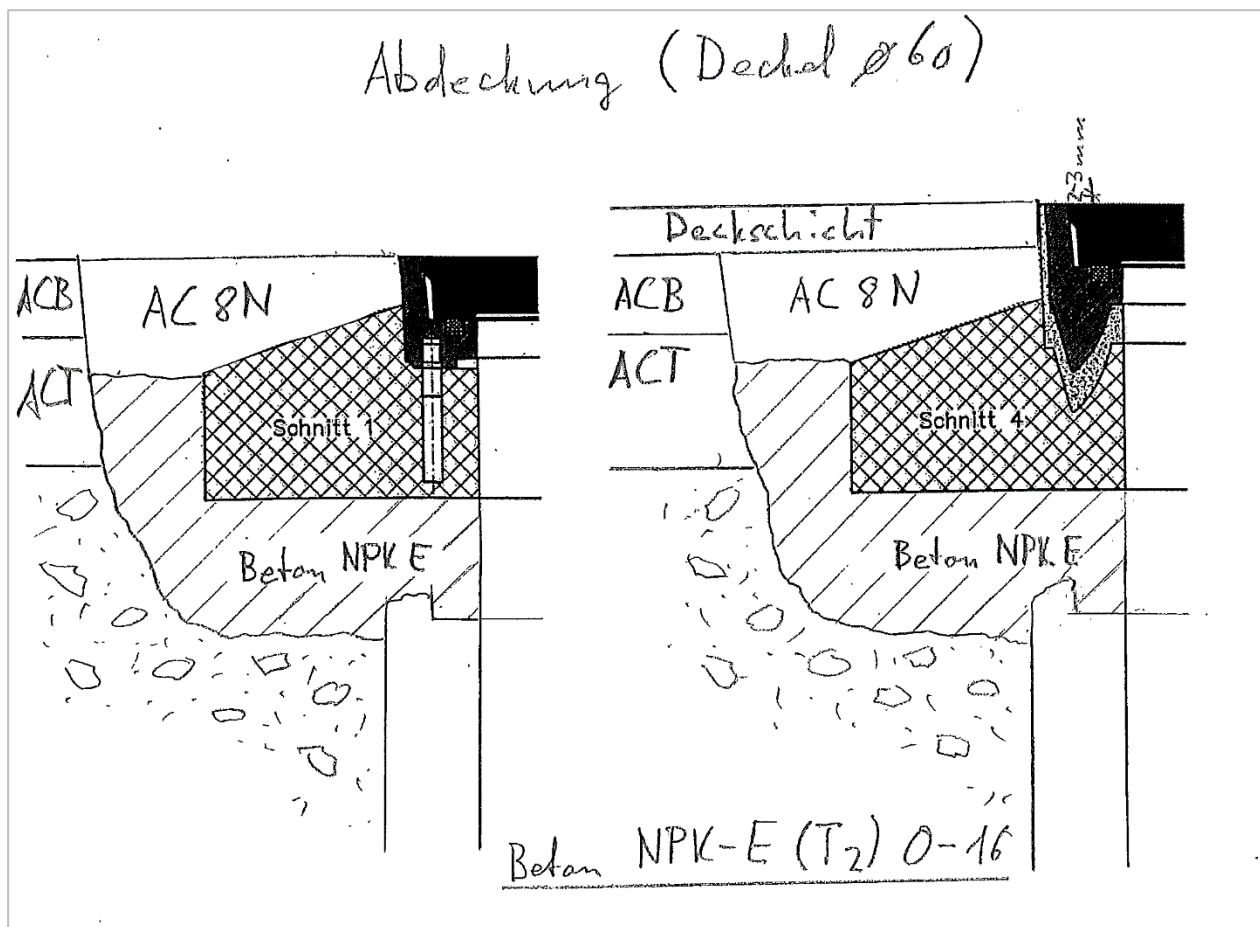 Abdeckung (Deckel ø60)
2-3mm
Deckschicht
ACB
AC 8N
ACT
Schnitt 1
Beton NPK E
ACB
AC 8N
ACT
Schnitt 4
Beton NPK E
Beton NPK-E (T2) 0-16